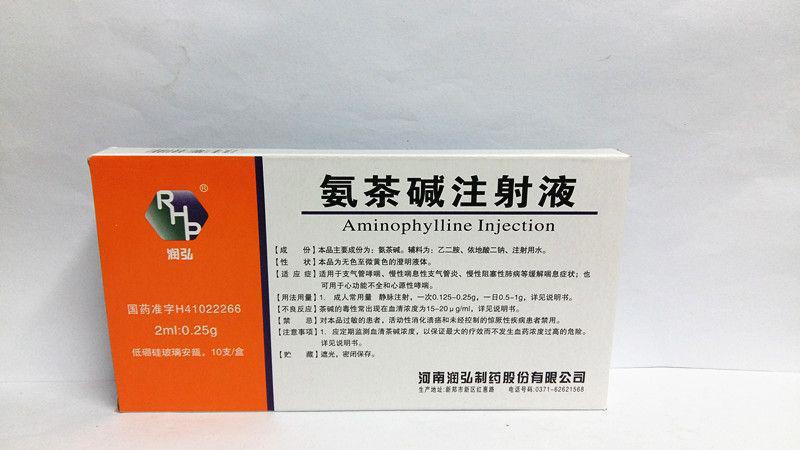 RHP
®
润弘
国药准字H41022266
2ml:0.25g
低硼硅玻璃安瓿，10支/盒
氨茶碱注射液
Aminophylline Injection
【成　份】本品主要成份为：氨茶碱。辅料为：乙二胺、依地酸二钠、注射用水。
【性　状】本品为无色至微黄色的澄明液体。
【适 应 症】适用于支气管哮喘、慢性喘息性支气管炎、慢性阻塞性肺病等缓解喘息症状；也
可用于心功能不全和心源性哮喘。
【用法用量】1. 成人常用量 静脉注射，一次0.125-0.25g，一日0.5-1g，详见说明书。
【不良反应】茶碱的毒性常出现在血清浓度为15~20μg/ml，详见说明书。
【禁　忌】对本品过敏的患者，活动性消化溃疡和未经控制的惊厥性疾病患者禁用。
【注意事项】1. 应定期监测血清茶碱浓度，以保证最大的疗效而不发生血药浓度过高的危险。
详见说明书。
【贮　藏】遮光，密闭保存。
河南润弘制药股份有限公司
生产地址:新郑市新区红惠路 电话号码:0371-62621568